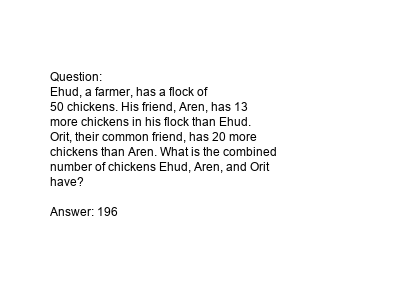 Question:
Ehud, a farmer, has a flock of
50 chickens. His friend, Aren, has 13
more chickens in his flock than Ehud.
Orit, their common friend, has 20 more
chickens than Aren. What is the combined
number of chickens Ehud, Aren, and Orit
have?
Answer: 196